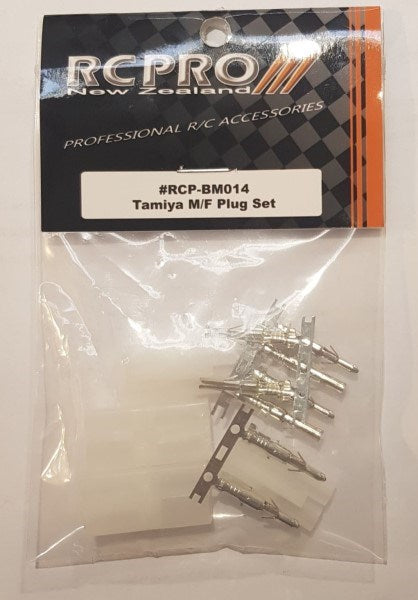 RCPRO
New Zealand
PROFESSIONAL R/C ACCESSORIES
#RCP-BM014
Tamiya M/F Plug Set